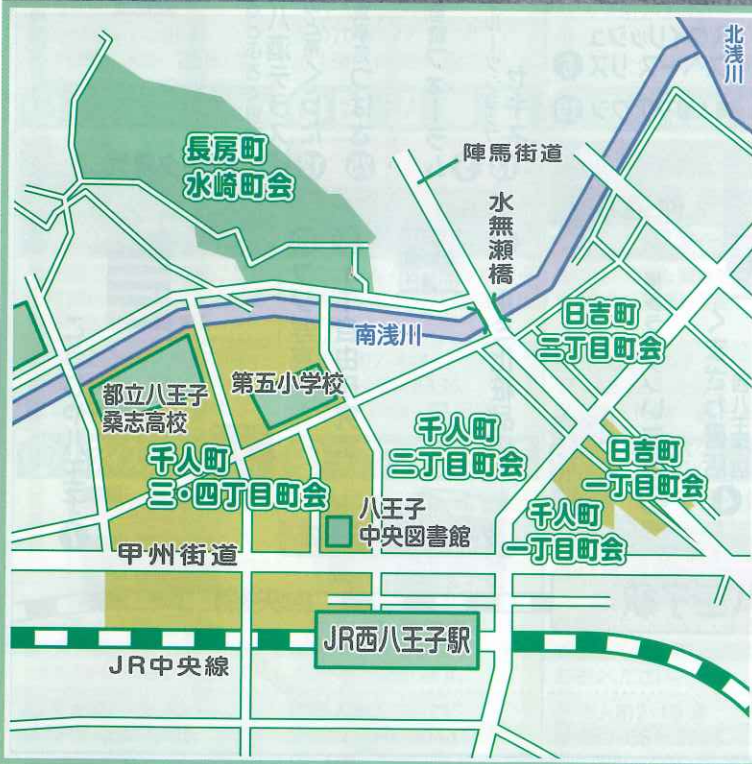 北浅川
長房町
水崎町会
陣馬街道
水無瀬橋
南浅川
日吉町
二丁目町会
都立八王子
桑志高校
第五小学校
千人町
三・四丁目町会
千人町
二丁目町会
日吉町
一丁目町会
八王子
中央図書館
千人町
一丁目町会
甲州街道
JR西八王子駅
JR中央線